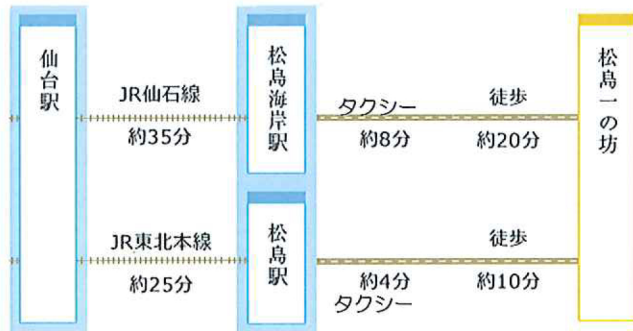 仙台駅
JR仙石線
約35分
松島海岸駅
タクシー
約8分
徒歩
約20分
JR東北本線
約25分
松島駅
約4分
タクシー
徒歩
約10分
松島一の坊